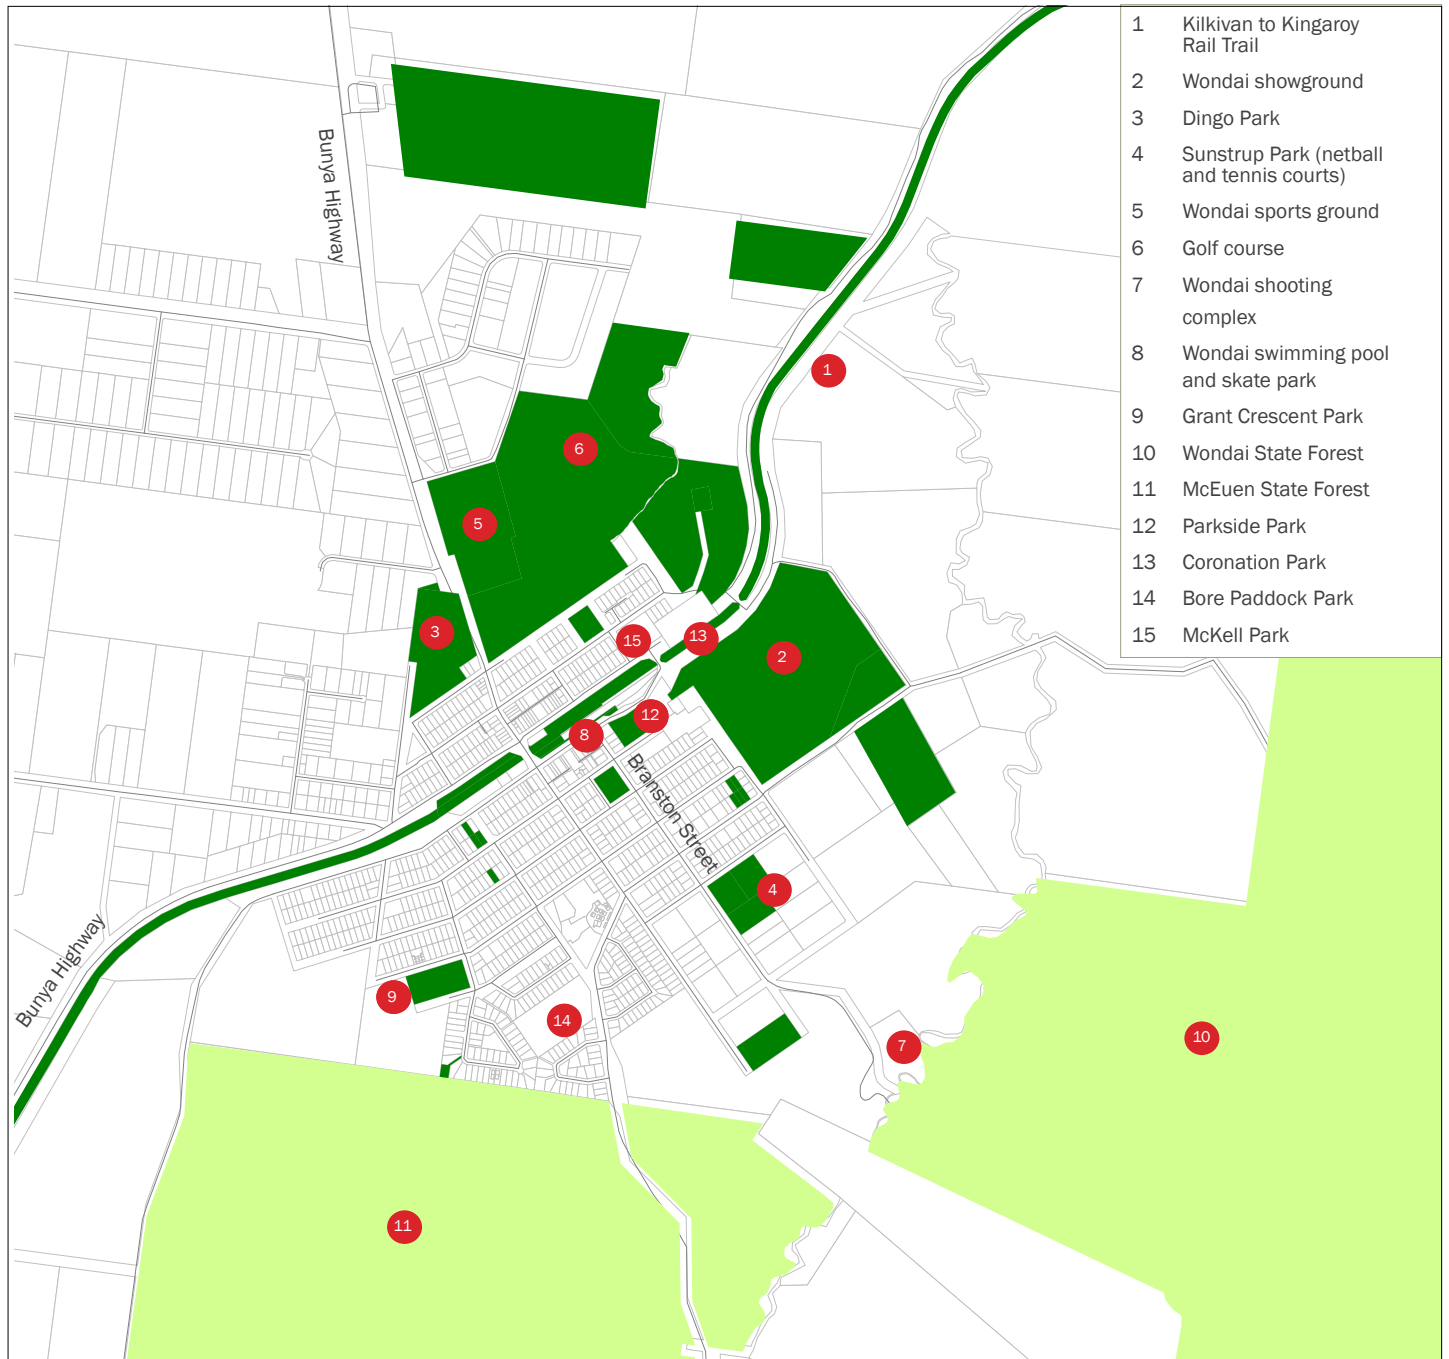 1 Kilkivan to Kingaroy
Rail Trail
2 Wondai showground
3 Dingo Park
4 Sunstrup Park (netball
and tennis courts)
5 Wondai sports ground
6 Golf course
7 Wondai shooting
complex
8 Wondai swimming pool
and skate park
9 Grant Crescent Park
10 Wondai State Forest
11 McEuen State Forest
12 Parkside Park
13 Coronation Park
14 Bore Paddock Park
15 McKell Park
Bunya Highway
1
6
5
3
15
13
2
12
8
Branston Street
4
Bunya Highway
9
14
7
10
11